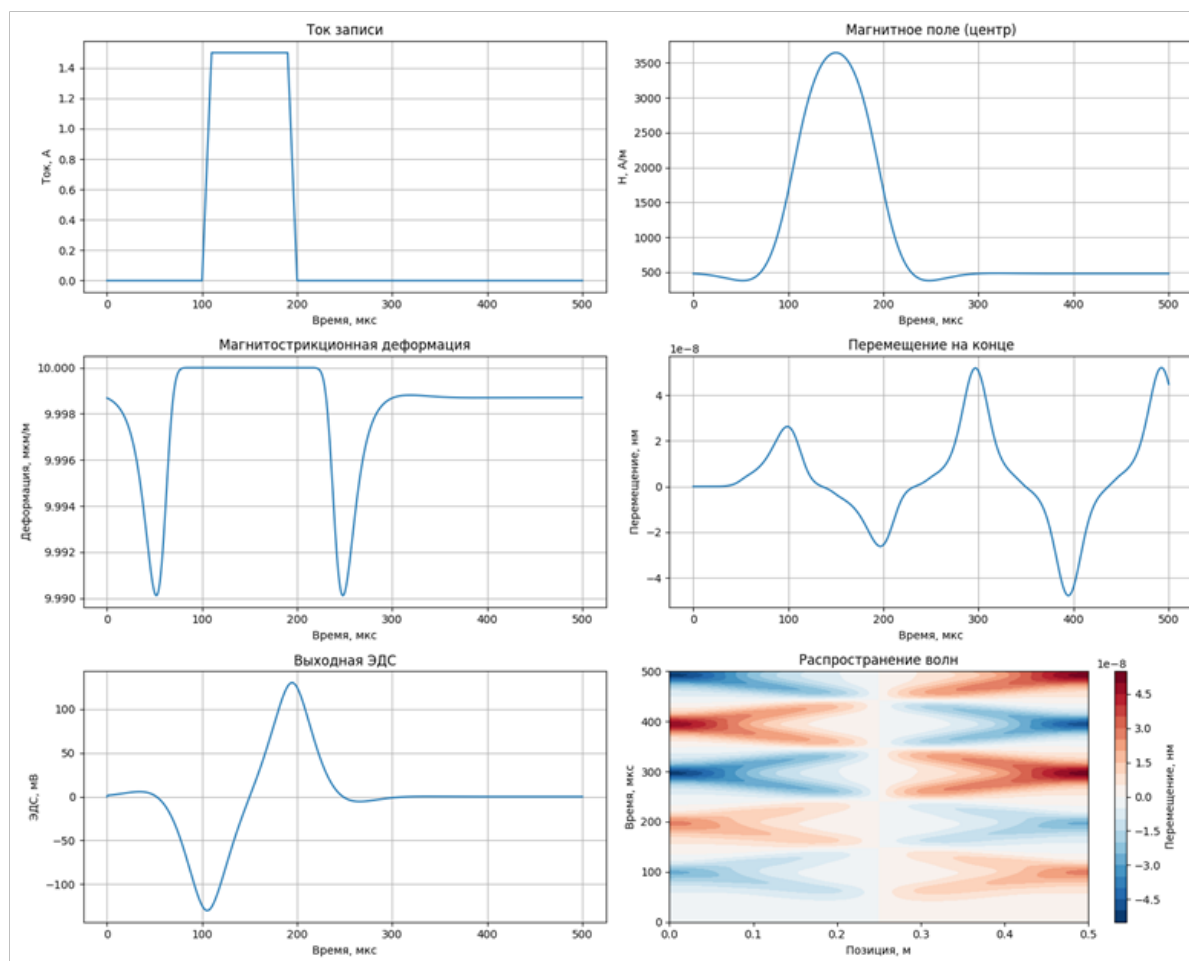 Ток записи
Ток, А
1.4
1.2
1.0
0.8
0.6
0.4
0.2
0.0
0 100 200 300 400 500
Время, мкс
Магнитное поле (центр)
Н, А/м
3500
3000
2500
2000
1500
1000
500
0 100 200 300 400 500
Время, мкс
Магнитострикционная деформация
Деформация, мкм/м
10.000
9.998
9.996
9.994
9.992
9.990
0 100 200 300 400 500
Время, мкс
Перемещение на конце
1e-8
Перемещение, нм
4
2
0
−2
−4
0 100 200 300 400 500
Время, мкс
Выходная ЭДС
ЭДС, мВ
100
50
0
−50
−100
0 100 200 300 400 500
Время, мкс
Распространение волн
Время, мкс
500
400
300
200
100
0
0.0 0.1 0.2 0.3 0.4 0.5
Позиция, м
1e-8
4.5
3.0
1.5
0.0
−1.5
−3.0
−4.5
Перемещение, нм